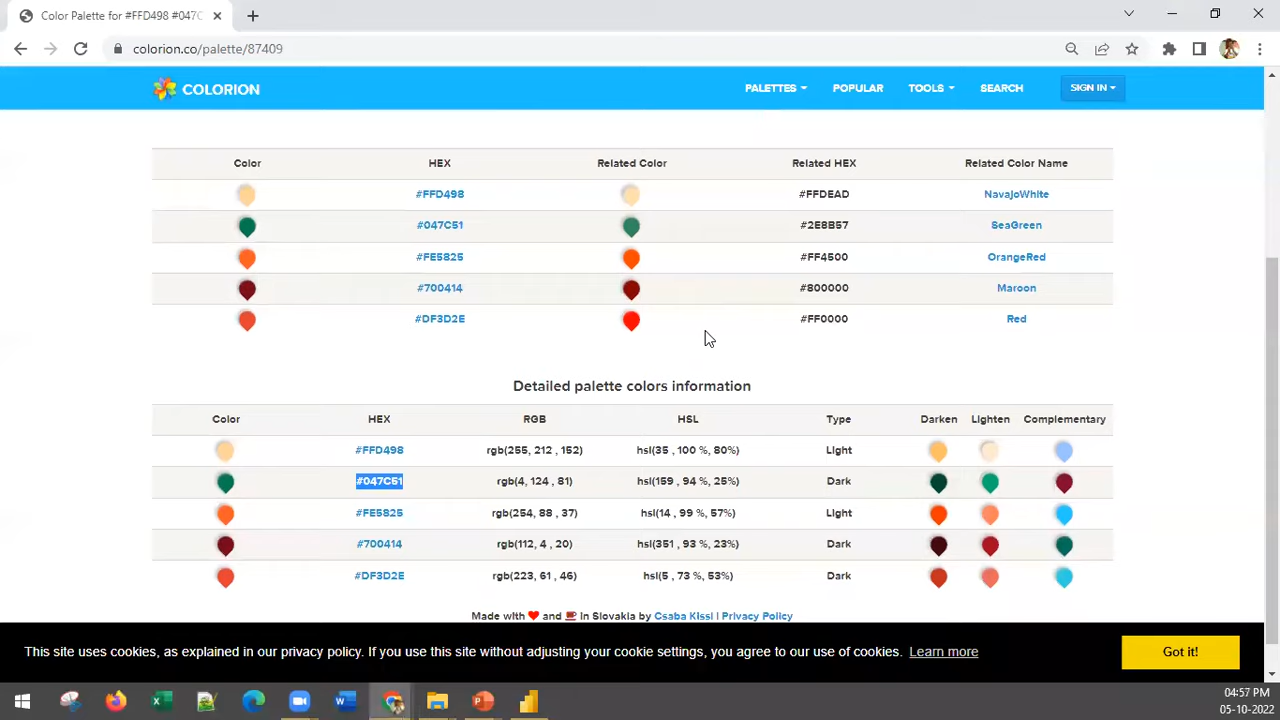 Color Palette for #FFD498 #047C
colorion.co/palette/87409
COLORION
PALETTES
POPULAR
TOOLS
SEARCH
SIGN IN
Color HEX Related Color Related HEX Related Color Name
#FFD498 #FFDEAD NavajoWhite
#047C51 #2E8B57 SeaGreen
#FE5825 #FF4500 OrangeRed
#700414 #800000 Maroon
#DF3D2E #FF0000 Red
Detailed palette colors information
Color HEX RGB HSL Type Darken Lighten Complementary
#FFD498 rgb(255, 212 , 152) hsl(35 , 100 %, 80%) Light
#047C51 rgb(4, 124 , 81) hsl(159 , 94 %, 25%) Dark
#FE5825 rgb(254, 88 , 37) hsl(14 , 99 %, 57%) Light
#700414 rgb(112, 4 , 20) hsl(351 , 93 %, 23%) Dark
#DF3D2E rgb(223, 61 , 46) hsl(5 , 73 %, 53%) Dark
Made with and in Slovakia by Csaba Kissi | Privacy Policy
This site uses cookies, as explained in our privacy policy. If you use this site without adjusting your cookie settings, you agree to our use of cookies. Learn more
Got it!
04:57 PM
05-10-2022